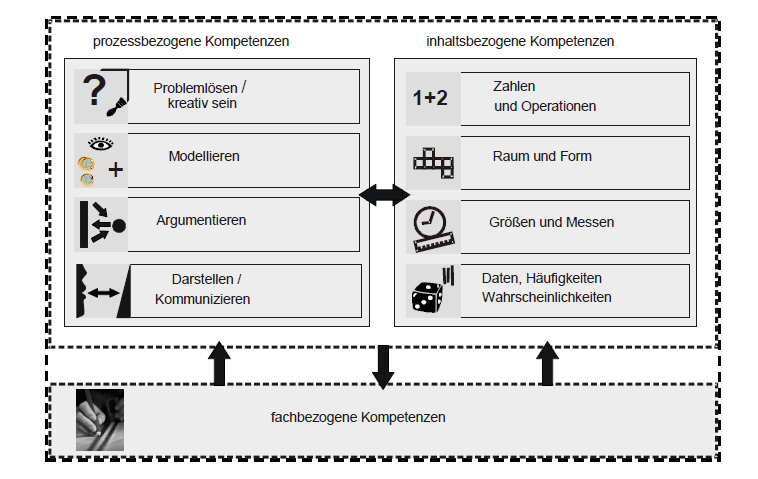 prozessbezogene Kompetenzen
Problemlösen /
kreativ sein
Modellieren
Argumentieren
Darstellen /
Kommunizieren
inhaltsbezogene Kompetenzen
1+2
Zahlen
und Operationen
Raum und Form
Größen und Messen
Daten, Häufigkeiten
Wahrscheinlichkeiten
fachbezogene Kompetenzen